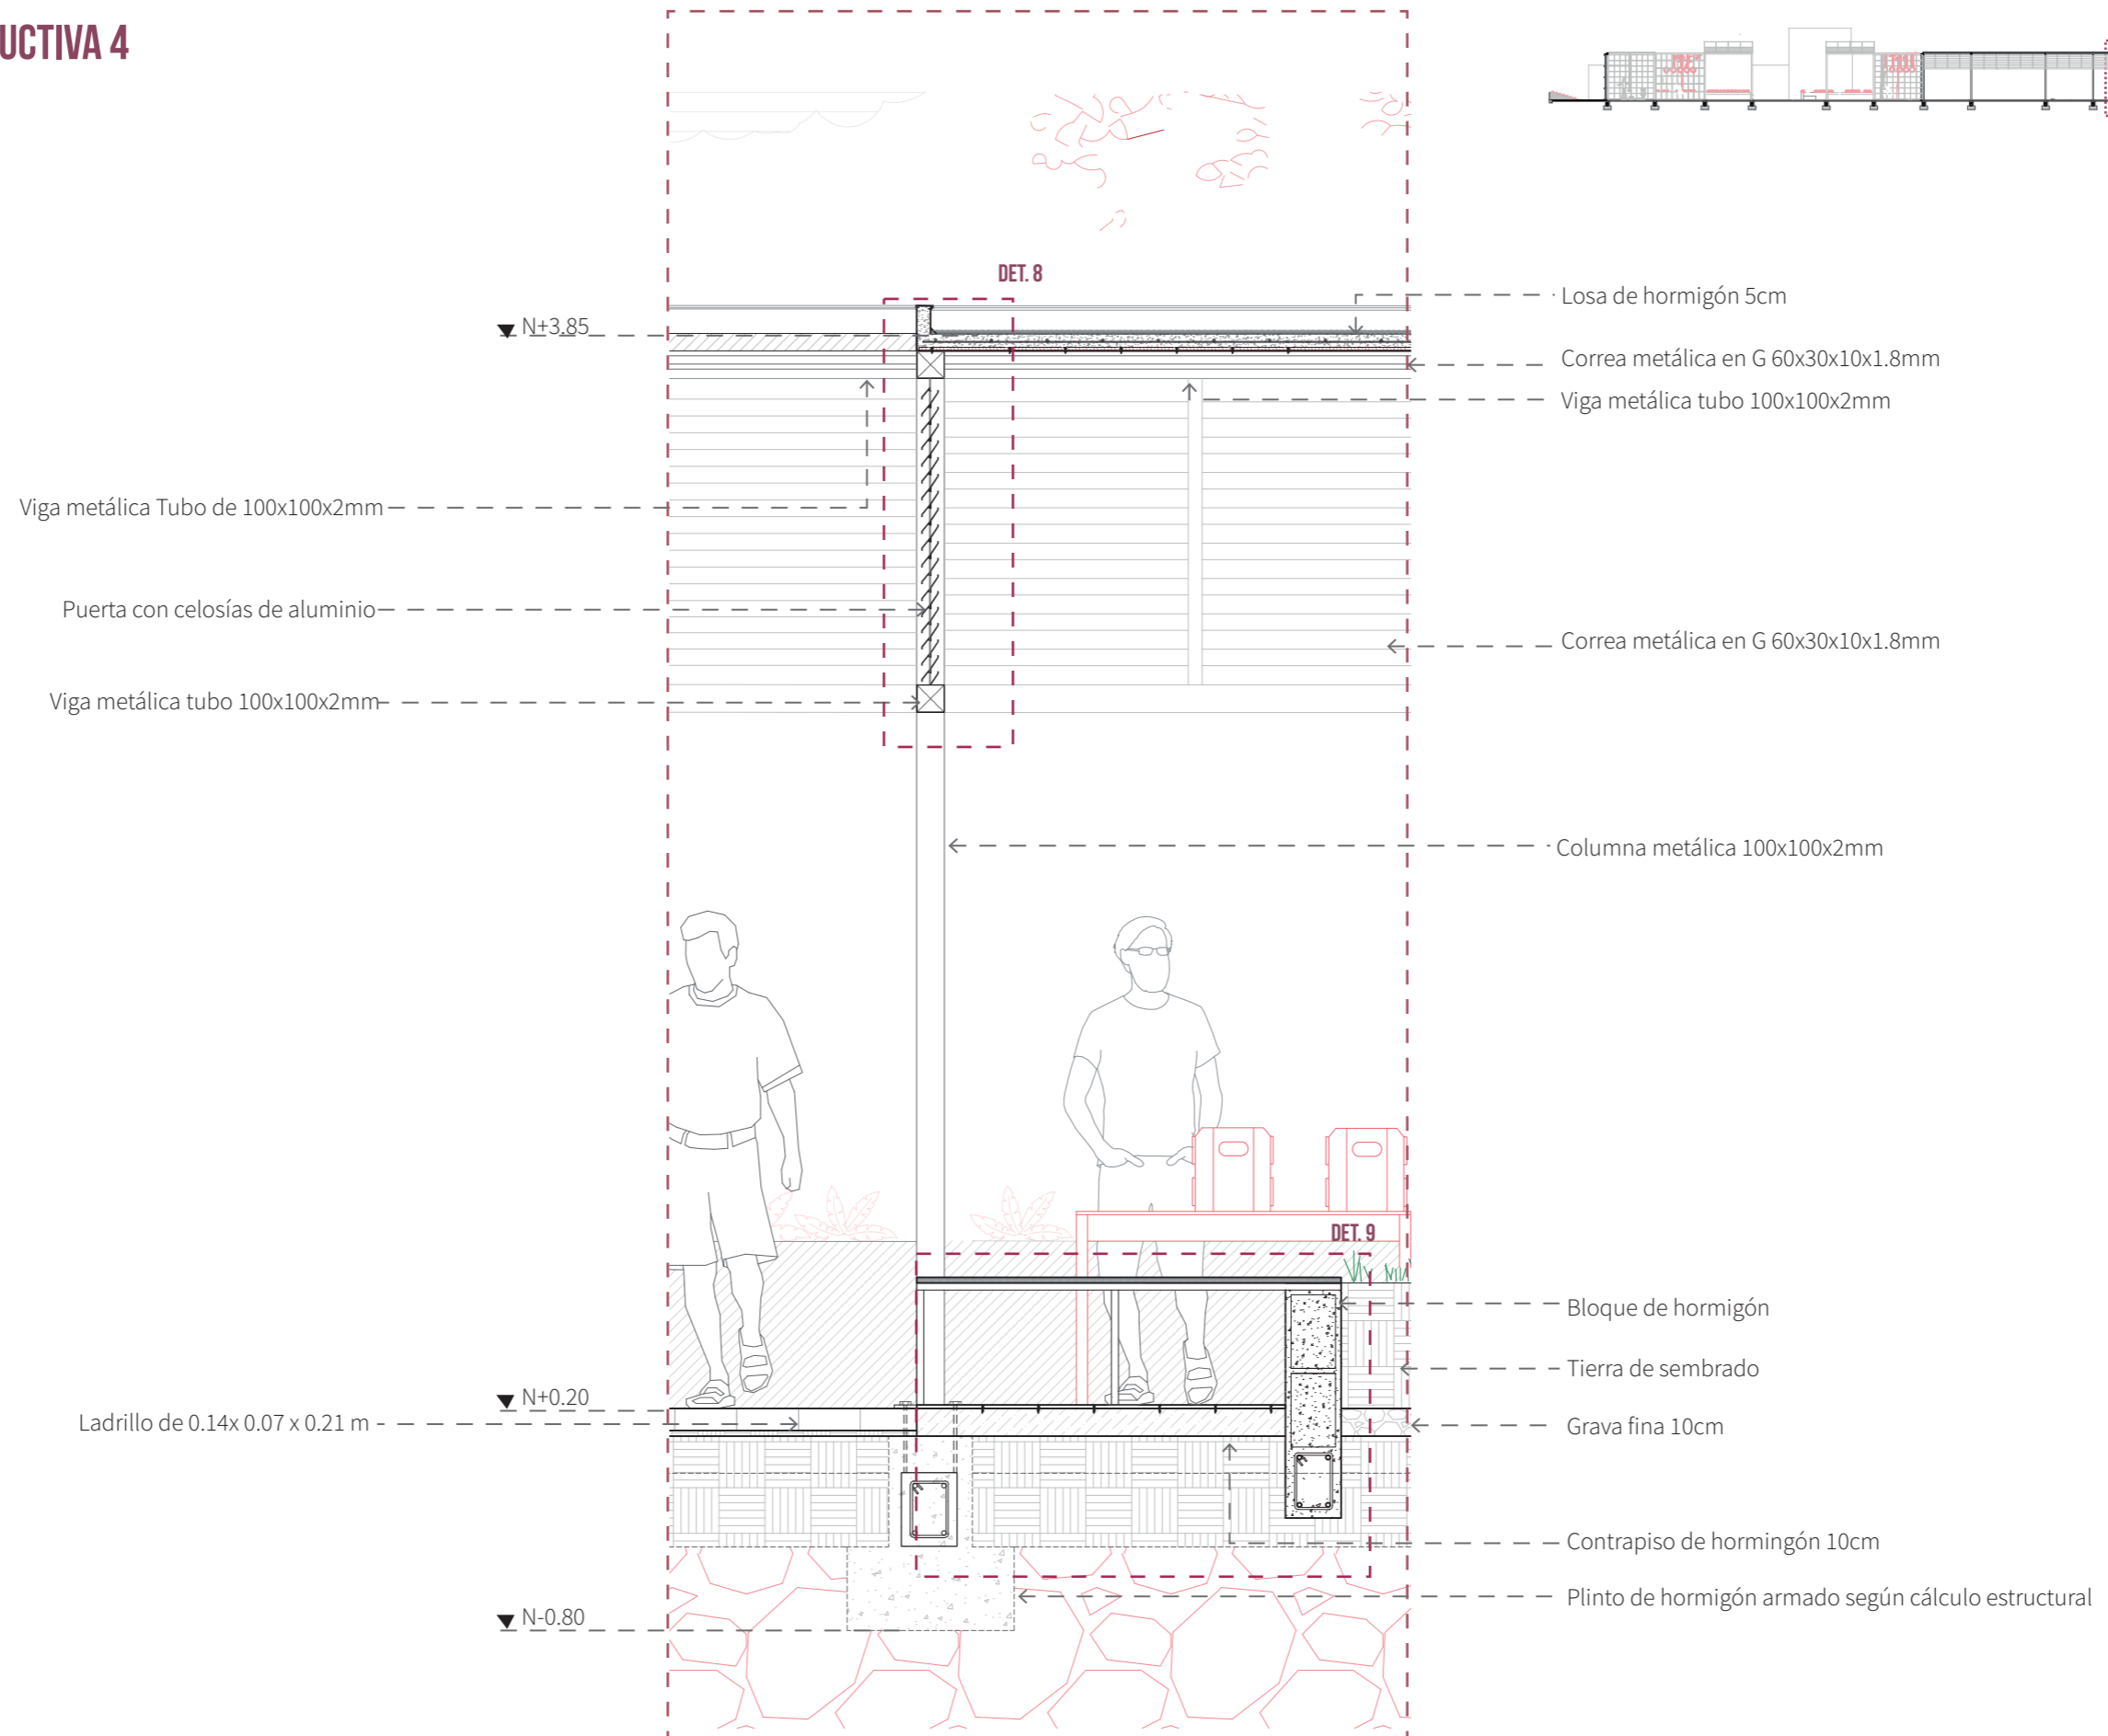 UCTIVA 4
DET. 8
Losa de hormigón 5cm
N+3.85
Correa metálica en G 60x30x10x1.8mm
Viga metálica tubo 100x100x2mm
Viga metálica Tubo de 100x100x2mm
Puerta con celosías de aluminio
Correa metálica en G 60x30x10x1.8mm
Viga metálica tubo 100x100x2mm
Columna metálica 100x100x2mm
DET. 9
Bloque de hormigón
Tierra de sembrado
N+0.20
Ladrillo de 0.14x 0.07 x 0.21 m
Grava fina 10cm
Contrapiso de hormingón 10cm
Plinto de hormigón armado según cálculo estructural
N-0.80